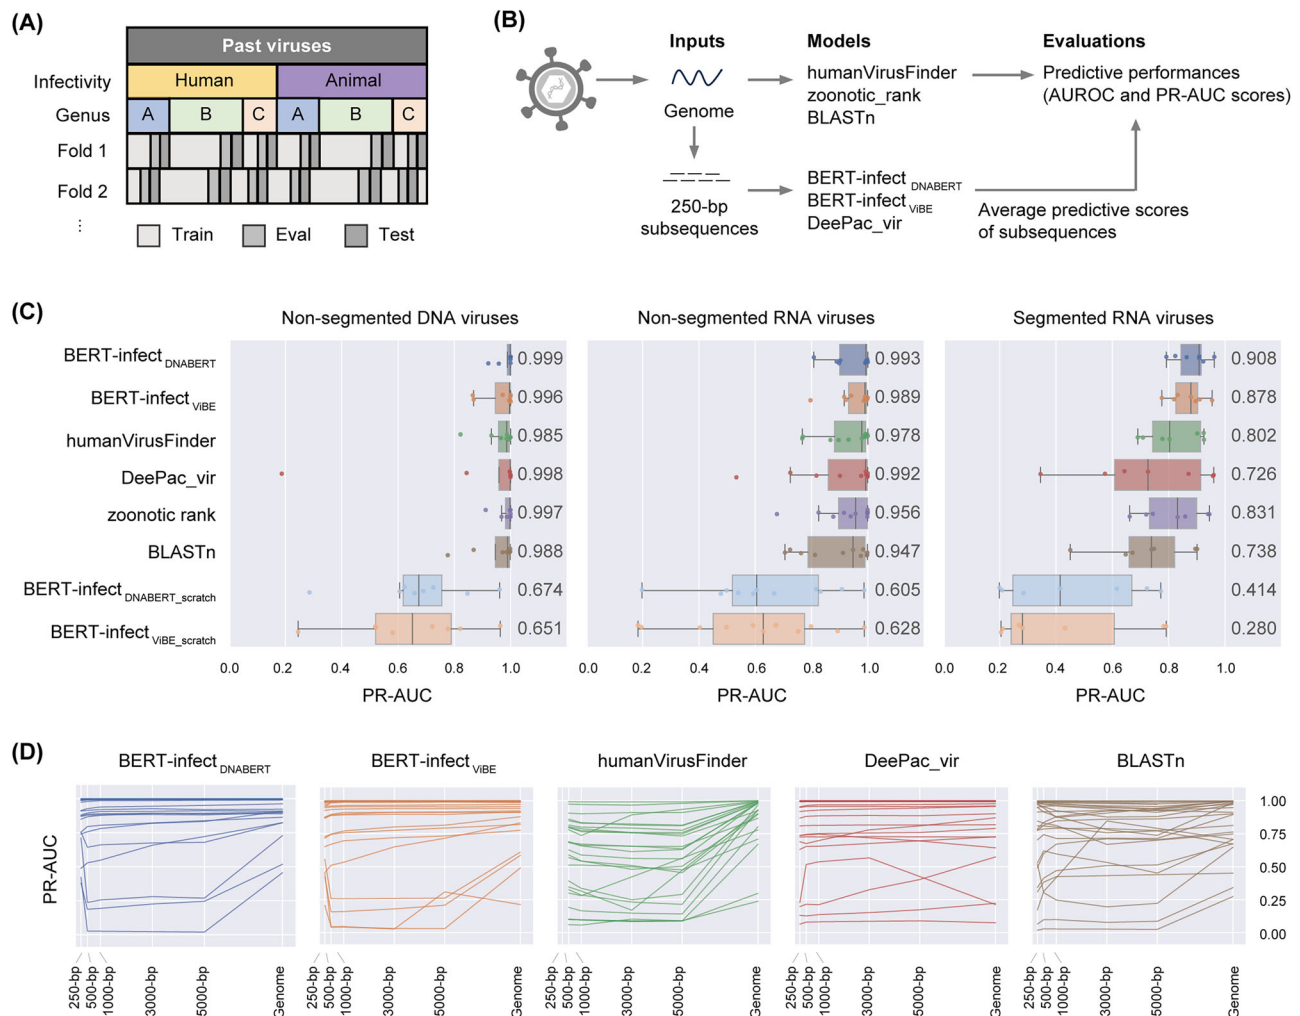 (A)
Past viruses
Infectivity Human Animal
Genus A B C A B C
Fold 1
Fold 2
⋮
Train Eval Test
(B)
Inputs Models Evaluations
Genome
humanVirusFinder
zoonotic_rank
BLASTn
Predictive performances
(AUROC and PR-AUC scores)
250-bp
subsequences
BERT-infect DNABERT
BERT-infect ViBE
DeePac_vir
Average predictive scores
of subsequences
(C)
Non-segmented DNA viruses Non-segmented RNA viruses Segmented RNA viruses
BERT-infect DNABERT 0.999 0.993 0.908
BERT-infect ViBE 0.996 0.989 0.878
humanVirusFinder 0.985 0.978 0.802
DeePac_vir 0.998 0.992 0.726
zoonotic rank 0.997 0.956 0.831
BLASTn 0.988 0.947 0.738
BERT-infect DNABERT_scratch 0.674 0.605 0.414
BERT-infect ViBE_scratch 0.651 0.628 0.280
0.0 0.2 0.4 0.6 0.8 1.0 0.0 0.2 0.4 0.6 0.8 1.0 0.0 0.2 0.4 0.6 0.8 1.0
PR-AUC PR-AUC PR-AUC
(D)
BERT-infect DNABERT BERT-infect ViBE humanVirusFinder DeePac_vir BLASTn
PR-AUC
1.00
0.75
0.50
0.25
0.00
250-bp 500-bp 1000-bp 3000-bp 5000-bp Genome 250-bp 500-bp 1000-bp 3000-bp 5000-bp Genome 250-bp 500-bp 1000-bp 3000-bp 5000-bp Genome 250-bp 500-bp 1000-bp 3000-bp 5000-bp Genome 250-bp 500-bp 1000-bp 3000-bp 5000-bp Genome